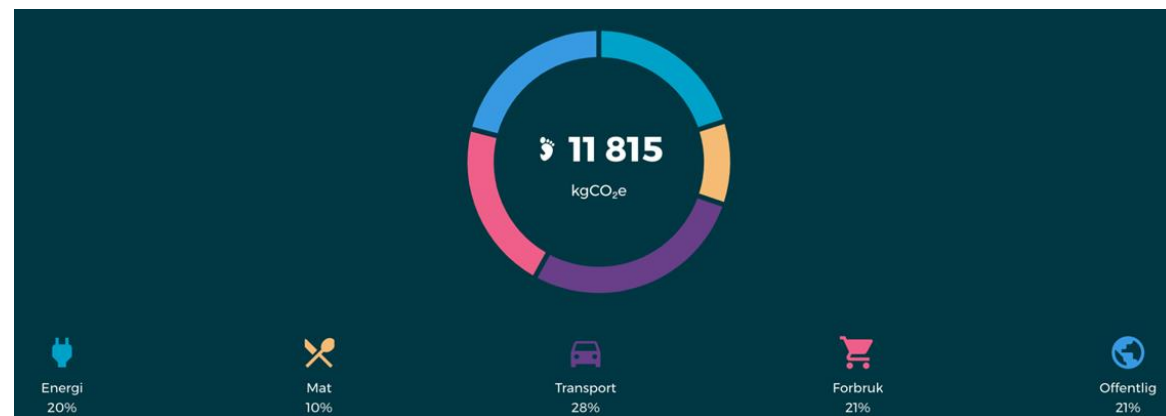 11 815
kgCO₂e
Energi
20%
Mat
10%
Transport
28%
Forbruk
21%
Offentlig
21%